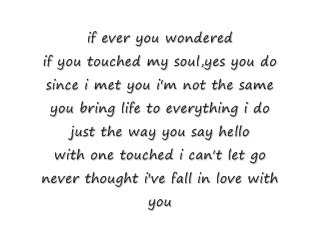 if ever you wondered
if you touched my soul,yes you do
since i met you i'm not the same
you bring life to everything i do
just the way you say hello
with one touched i can't let go
never thought i've fall in love with
you